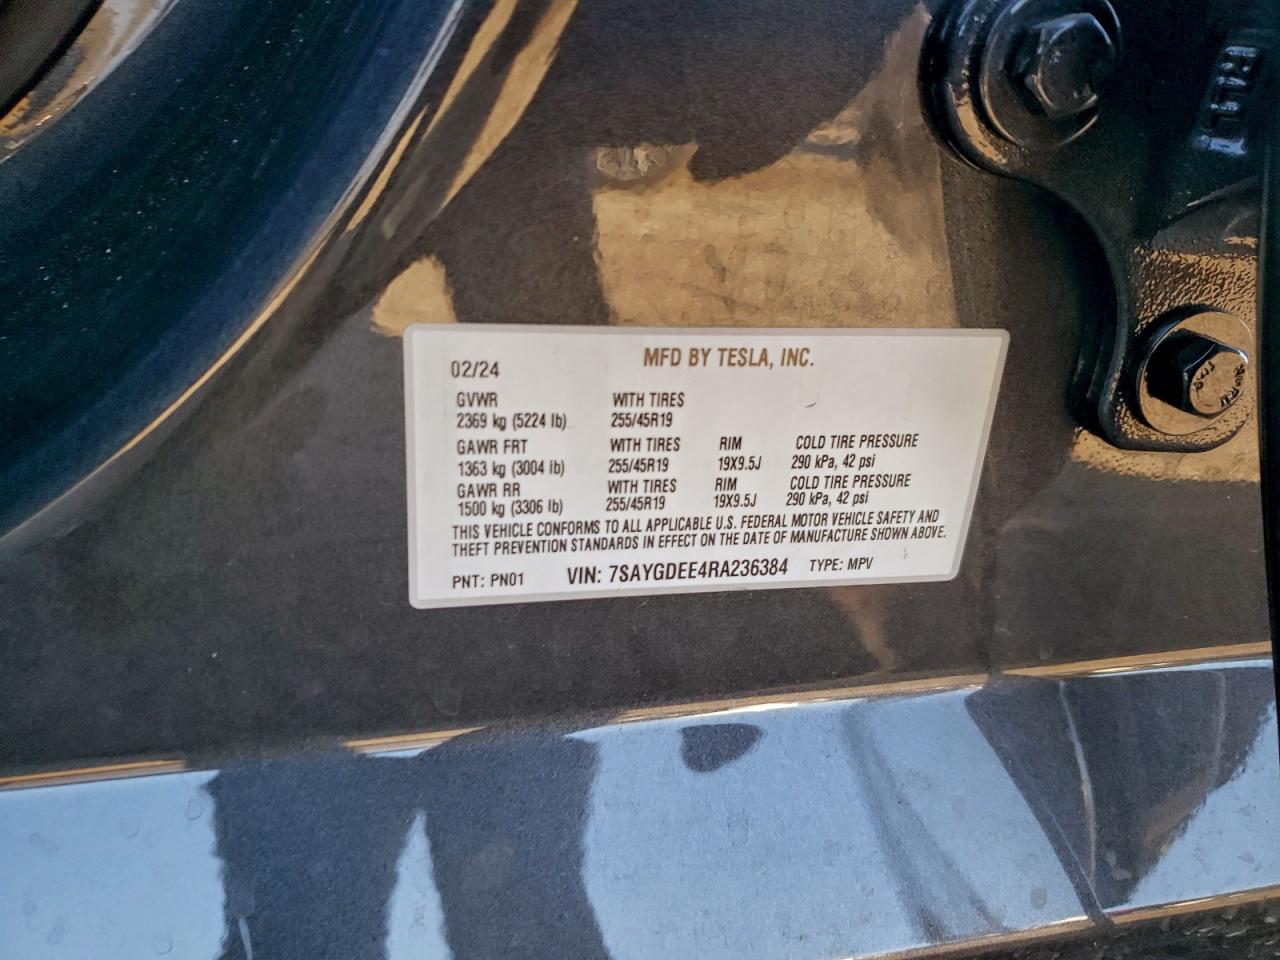 MFD BY TESLA, INC.
02/24
GVWR WITH TIRES
2369 kg (5224 lb) 255/45R19
GAWR FRT WITH TIRES RIM COLD TIRE PRESSURE
1363 kg (3004 lb) 255/45R19 19X9.5J 290 kPa, 42 psi
GAWR RR WITH TIRES RIM COLD TIRE PRESSURE
1500 kg (3306 lb) 255/45R19 19X9.5J 290 kPa, 42 psi
THIS VEHICLE CONFORMS TO ALL APPLICABLE U.S. FEDERAL MOTOR VEHICLE SAFETY AND
THEFT PREVENTION STANDARDS IN EFFECT ON THE DATE OF MANUFACTURE SHOWN ABOVE.
PNT: PN01 VIN: 7SAYGDEE4RA236384 TYPE: MPV